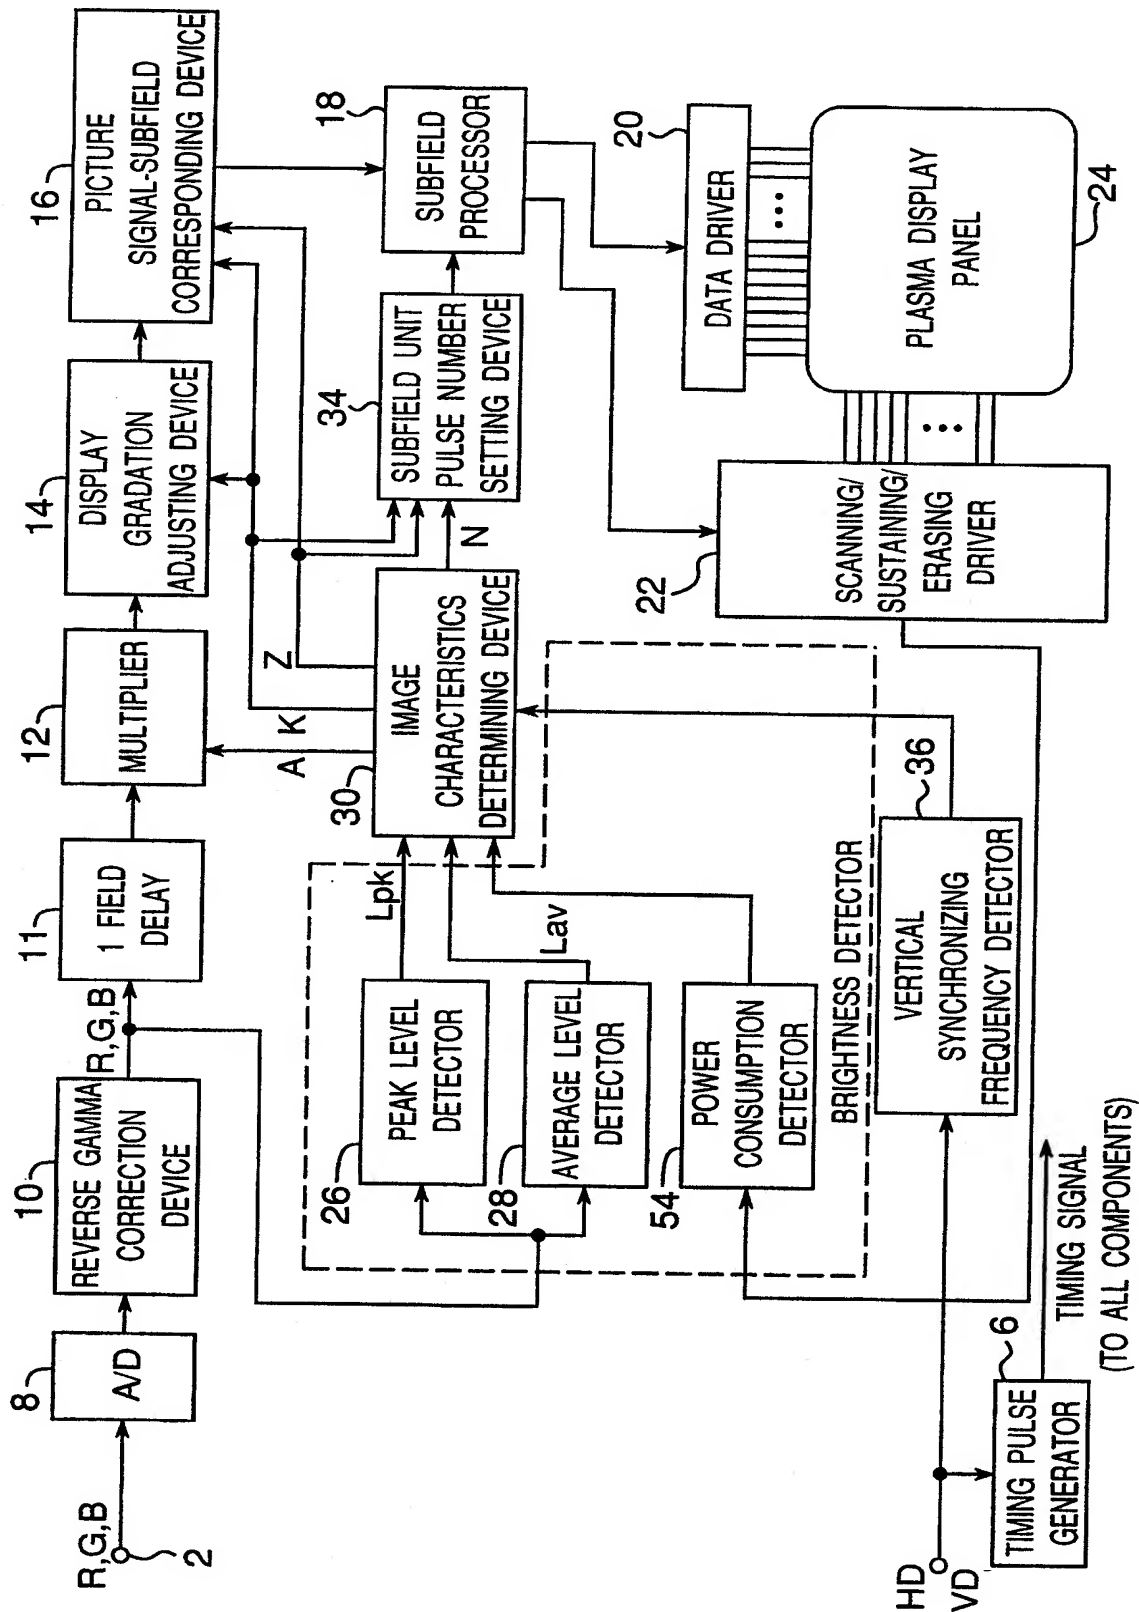 R,G,B
2
8
A/D
10
REVERSE GAMMA
CORRECTION
DEVICE
R,G,B
11
1 FIELD
DELAY
12
MULTIPLIER
14
DISPLAY
GRADATION
ADJUSTING DEVICE
16
PICTURE
SIGNAL-SUBFIELD
CORRESPONDING DEVICE
A
K
Z
26
PEAK LEVEL
DETECTOR
Lpk
28
AVERAGE LEVEL
DETECTOR
Lav
54
POWER
CONSUMPTION
DETECTOR
BRIGHTNESS DETECTOR
30
IMAGE
CHARACTERISTICS
DETERMINING DEVICE
N
34
SUBFIELD UNIT
PULSE NUMBER
SETTING DEVICE
18
SUBFIELD
PROCESSOR
36
VERTICAL
SYNCHRONIZING
FREQUENCY DETECTOR
22
SCANNING/
SUSTAINING/
ERASING
DRIVER
20
DATA DRIVER
PLASMA DISPLAY
PANEL
24
HD
VD
6
TIMING PULSE
GENERATOR
TIMING SIGNAL
(TO ALL COMPONENTS)